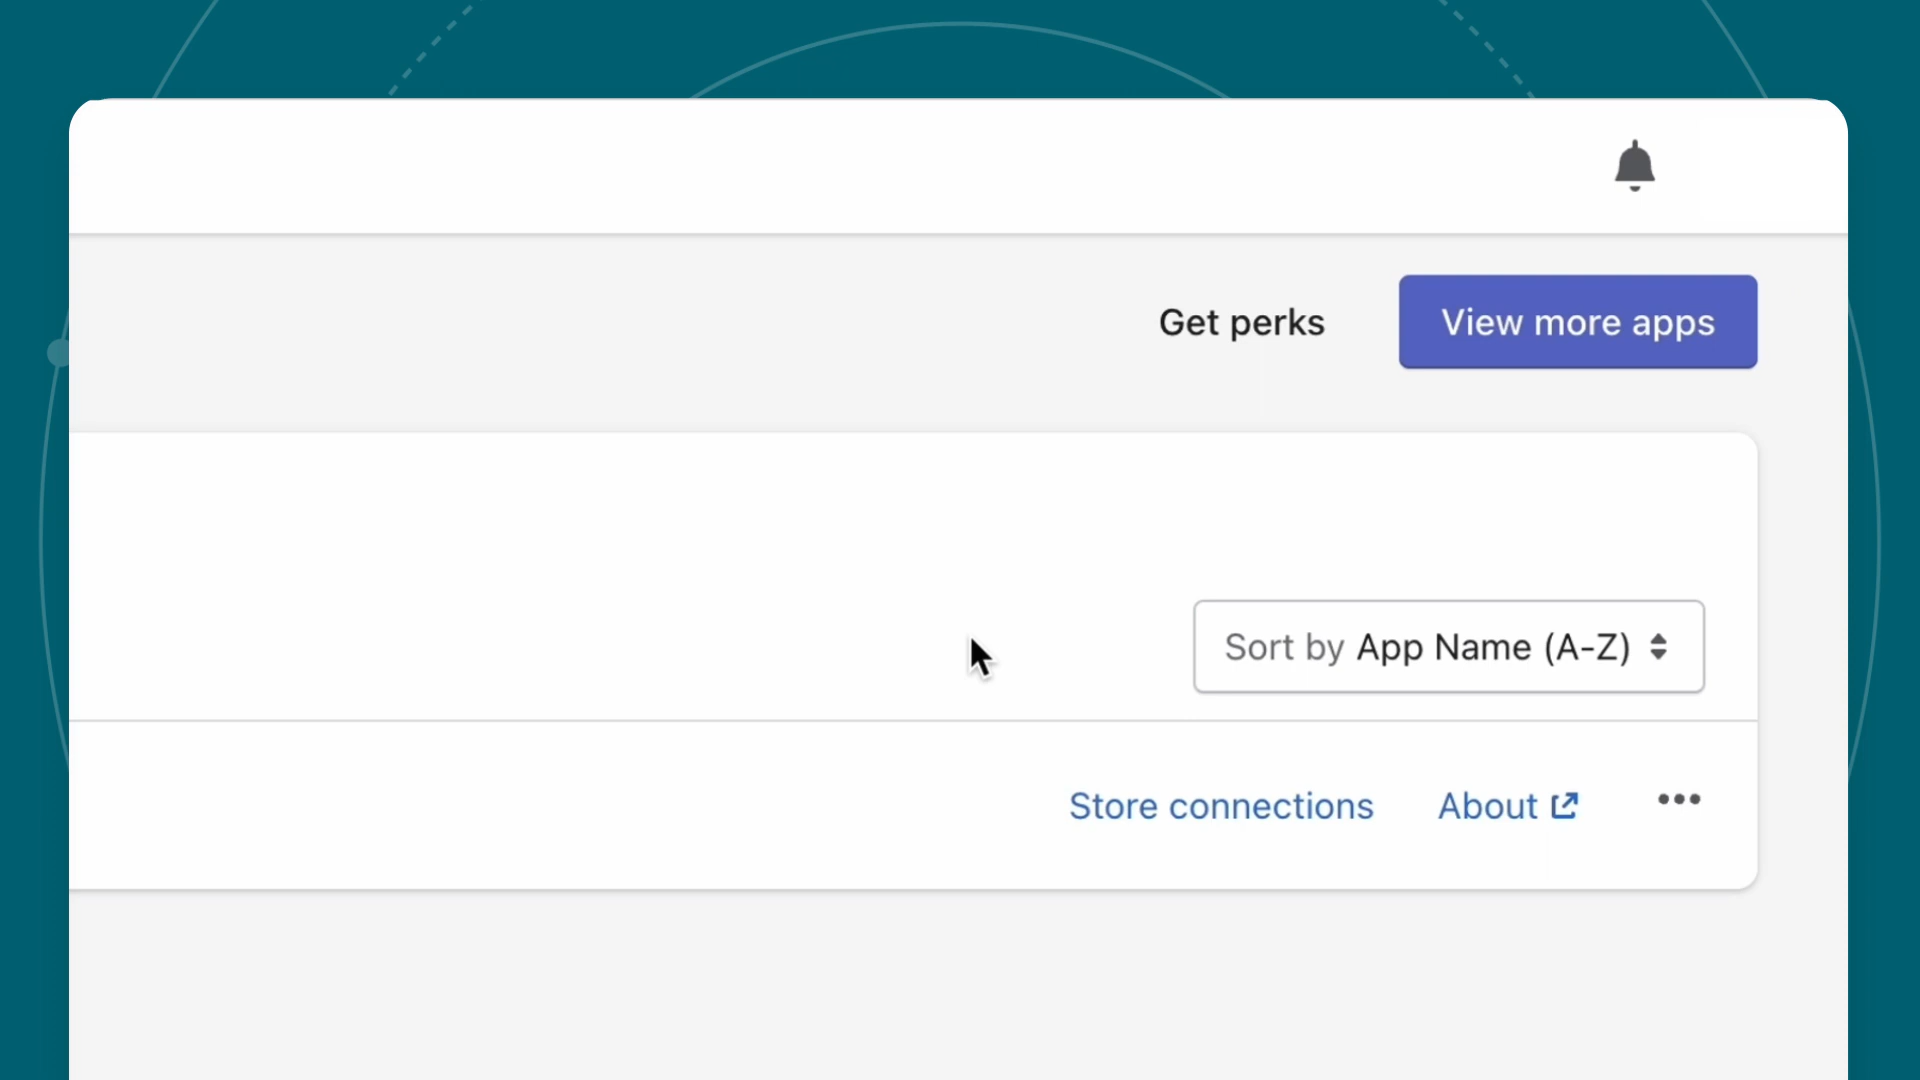 Get perks
View more apps
Sort by App Name (A-Z)
Store connections
About